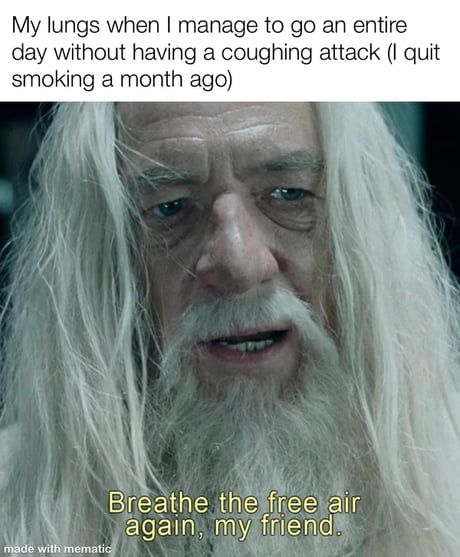 My lungs when I manage to go an entire
day without having a coughing attack (I quit
smoking a month ago)
Breathe the free air
again, my friend.
made with mematic